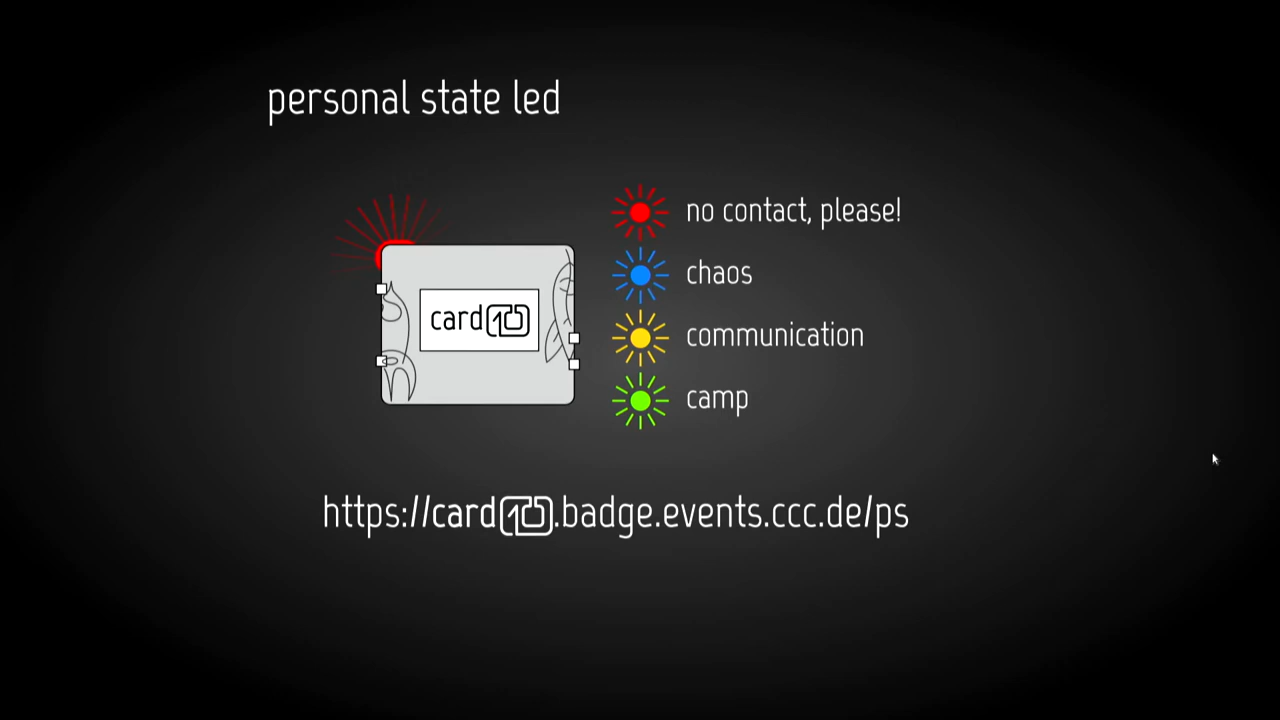 personal state led
no contact, please!
chaos
card10
communication
camp
https://card10.badge.events.ccc.de/ps